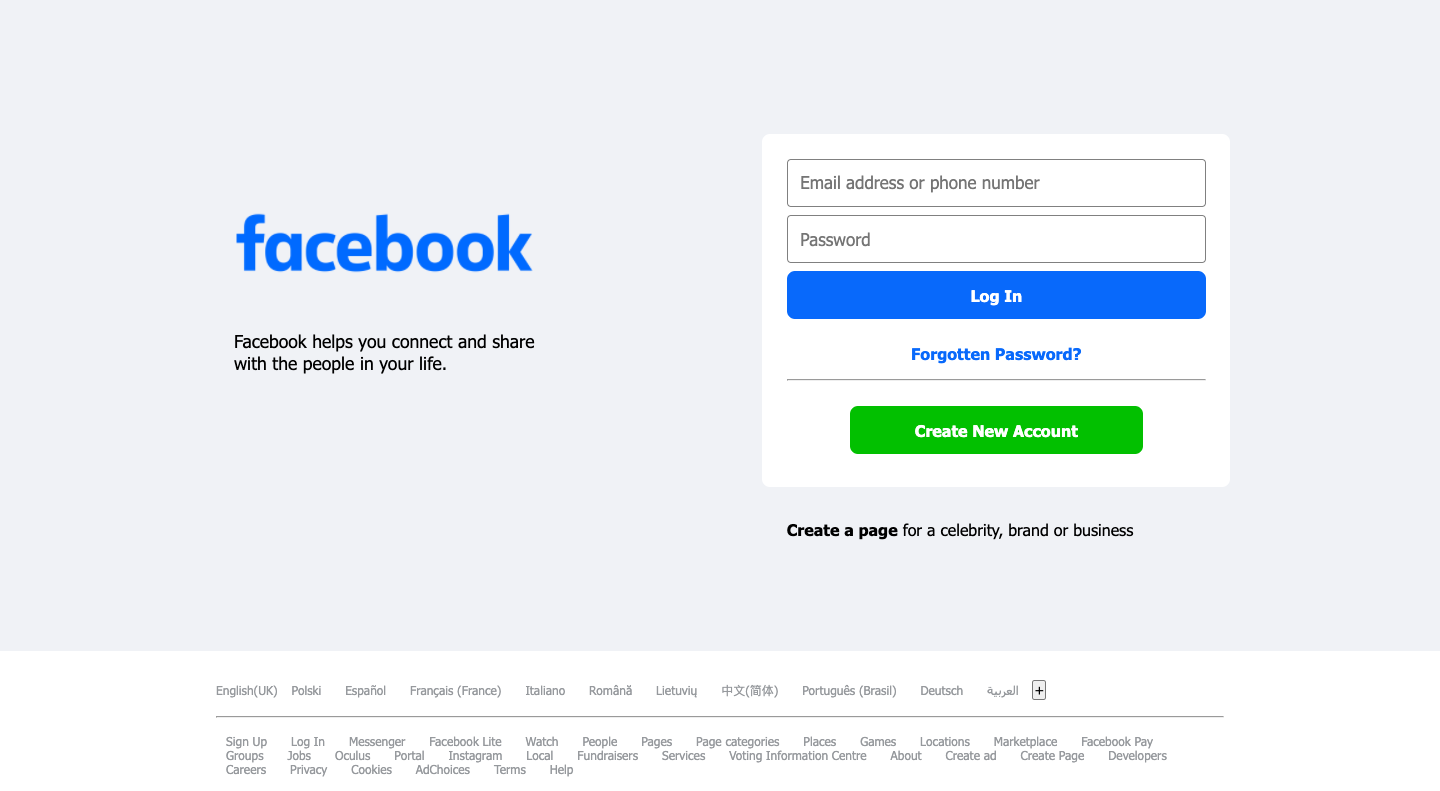 facebook
Facebook helps you connect and share
with the people in your life.
Email address or phone number
Password
Log In
Forgotten Password?
Create New Account
Create a page for a celebrity, brand or business
English(UK) Polski Español Français (France) Italiano Română Lietuvių 中文(简体) Português (Brasil) Deutsch العربية +
Sign Up Log In Messenger Facebook Lite Watch People Pages Page categories Places Games Locations Marketplace Facebook Pay
Groups Jobs Oculus Portal Instagram Local Fundraisers Services Voting Information Centre About Create ad Create Page Developers
Careers Privacy Cookies AdChoices Terms Help